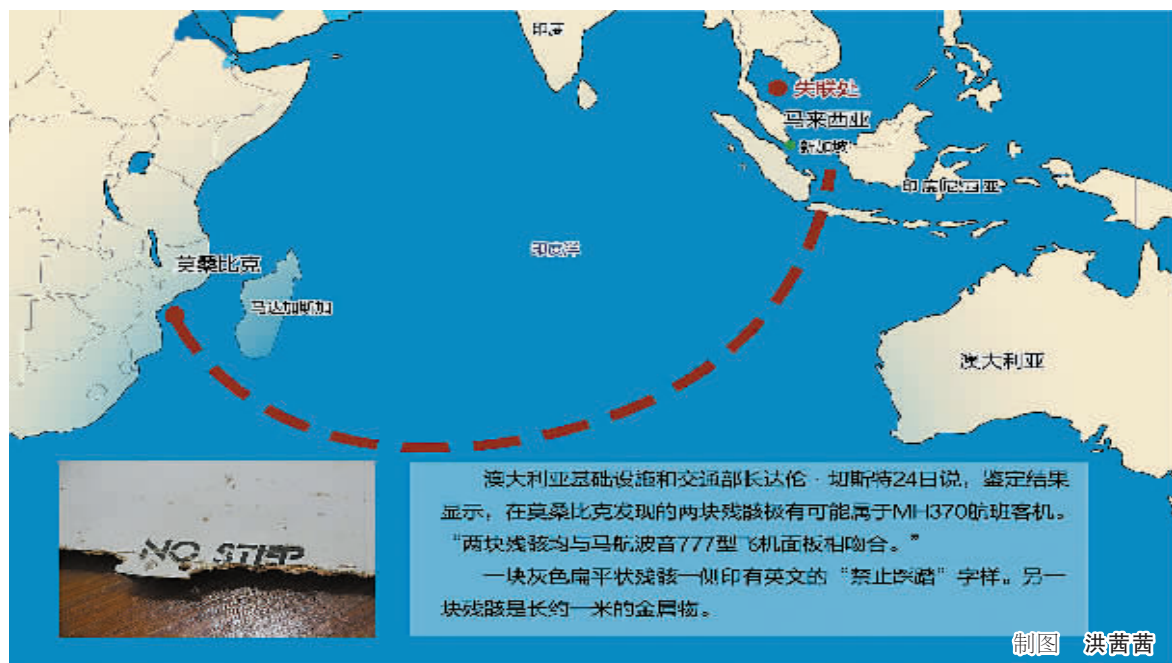 印度
失联处
马来西亚
新加坡
印度尼西亚
印度洋
莫桑比克
马达加斯加
澳大利亚
NO STEP
澳大利亚基础设施和交通部长达伦·切斯特24日说，鉴定结果
显示，在莫桑比克发现的两块残骸极有可能属于MH370航班客机。
“两块残骸均与马航波音777型飞机面板相吻合。”
一块灰色扁平状残骸一侧印有英文的“禁止踩踏”字样。另一
块残骸是长约一米的金属物。
制图 洪茜茜